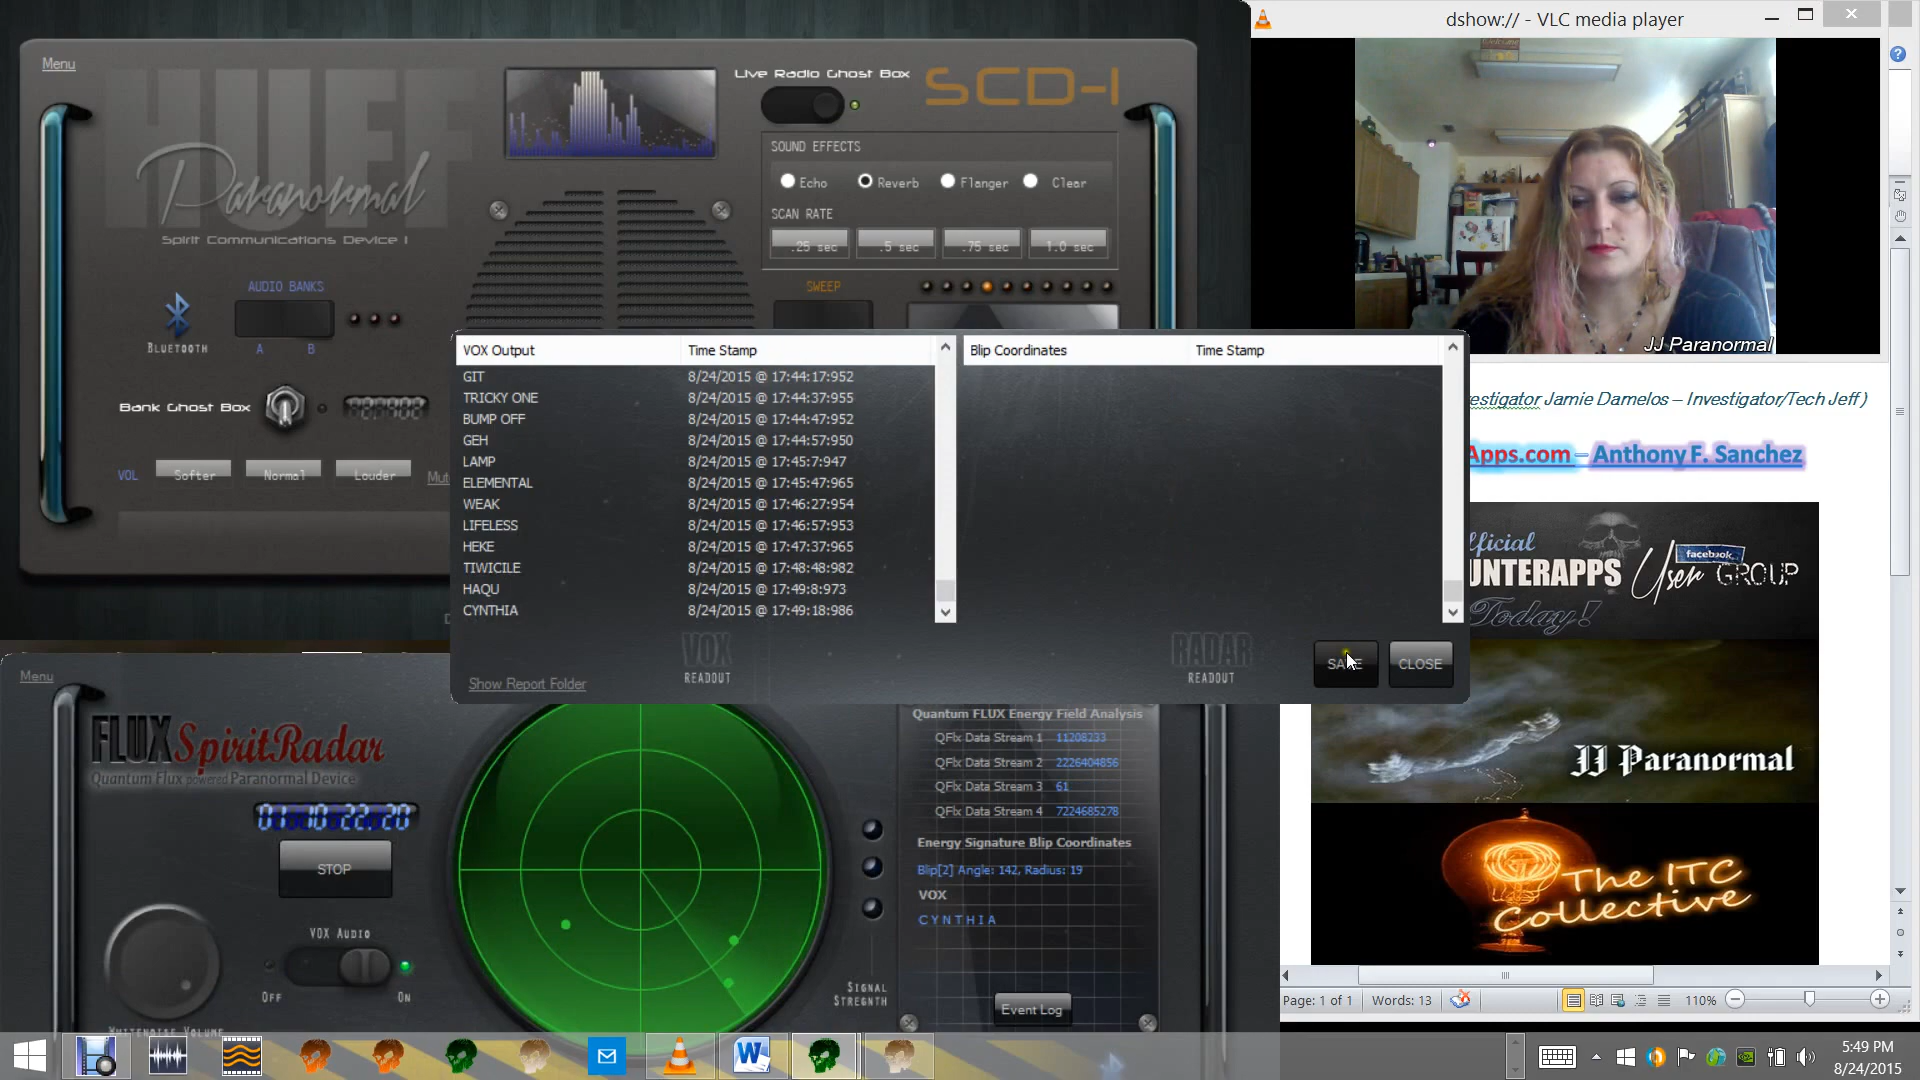 Menu
HUFF
Paranormal
Spirit Communications Device 1
Live Radio Ghost Box
SCD-1
SOUND EFFECTS
Echo
Reverb
Flanger
Clear
SCAN RATE
.25 sec
.5 sec
.75 sec
1.0 sec
AUDIO BANKS
BLUETOOTH
A
B
SWEEP
Bank Ghost Box
VOL
Softer
Normal
Louder
dshow:// - VLC media player
JJ Paranormal
VOX Output Time Stamp
GIT 8/24/2015 @ 17:44:17:952
TRICKY ONE 8/24/2015 @ 17:44:37:955
BUMP OFF 8/24/2015 @ 17:44:47:952
GEH 8/24/2015 @ 17:44:57:950
LAMP 8/24/2015 @ 17:45:7:947
ELEMENTAL 8/24/2015 @ 17:45:47:965
WEAK 8/24/2015 @ 17:46:27:954
LIFELESS 8/24/2015 @ 17:46:57:953
HEKE 8/24/2015 @ 17:47:37:965
TIWICILE 8/24/2015 @ 17:48:48:982
HAQU 8/24/2015 @ 17:49:8:973
CYNTHIA 8/24/2015 @ 17:49:18:986
Blip Coordinates Time Stamp
VOX
READOUT
RADAR
READOUT
Show Report Folder
SAVE
CLOSE
estigator Jamie Damelos – Investigator/Tech Jeff )
Apps.com – Anthony F. Sanchez
fficial
UNTERAPPS
User
facebook
GROUP
Today!
JJ Paranormal
The ITC
Collective
Menu
FLUX SpiritRadar
Quantum Flux powered Paranormal Device
01:10:22:20
STOP
VOX Audio
OFF
ON
WHITENOISE VOLUME
SIGNAL
STREGNTH
Quantum FLUX Energy Field Analysis
QFlx Data Stream 1 11208233
QFlx Data Stream 2 2226404856
QFlx Data Stream 3 61
QFlx Data Stream 4 7224685278
Energy Signature Blip Coordinates
Blip[2] Angle: 142, Radius: 19
VOX
CYNTHIA
Event Log
Page: 1 of 1
Words: 13
110%
5:49 PM
8/24/2015